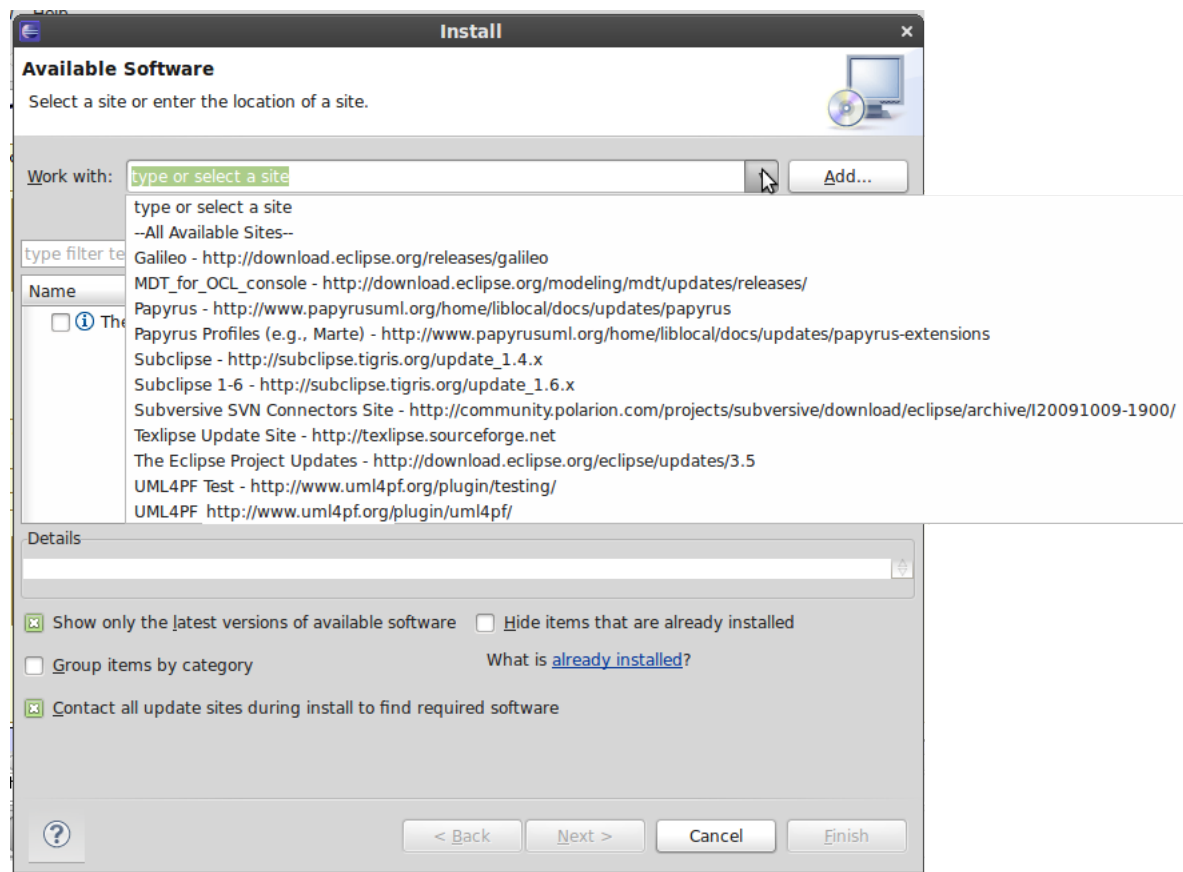 Help
Install
Available Software
Select a site or enter the location of a site.
Work with: type or select a site Add...
type or select a site
--All Available Sites--
type filter te
Galileo - http://download.eclipse.org/releases/galileo
MDT_for_OCL_console - http://download.eclipse.org/modeling/mdt/updates/releases/
Name
Papyrus - http://www.papyrusuml.org/home/liblocal/docs/updates/papyrus
The
Papyrus Profiles (e.g., Marte) - http://www.papyrusuml.org/home/liblocal/docs/updates/papyrus-extensions
Subclipse - http://subclipse.tigris.org/update_1.4.x
Subclipse 1-6 - http://subclipse.tigris.org/update_1.6.x
Subversive SVN Connectors Site - http://community.polarion.com/projects/subversive/download/eclipse/archive/I20091009-1900/
Texlipse Update Site - http://texlipse.sourceforge.net
The Eclipse Project Updates - http://download.eclipse.org/eclipse/updates/3.5
UML4PF Test - http://www.uml4pf.org/plugin/testing/
UML4PF http://www.uml4pf.org/plugin/uml4pf/
Details
Show only the latest versions of available software Hide items that are already installed
Group items by category What is already installed?
Contact all update sites during install to find required software
? < Back Next > Cancel Finish